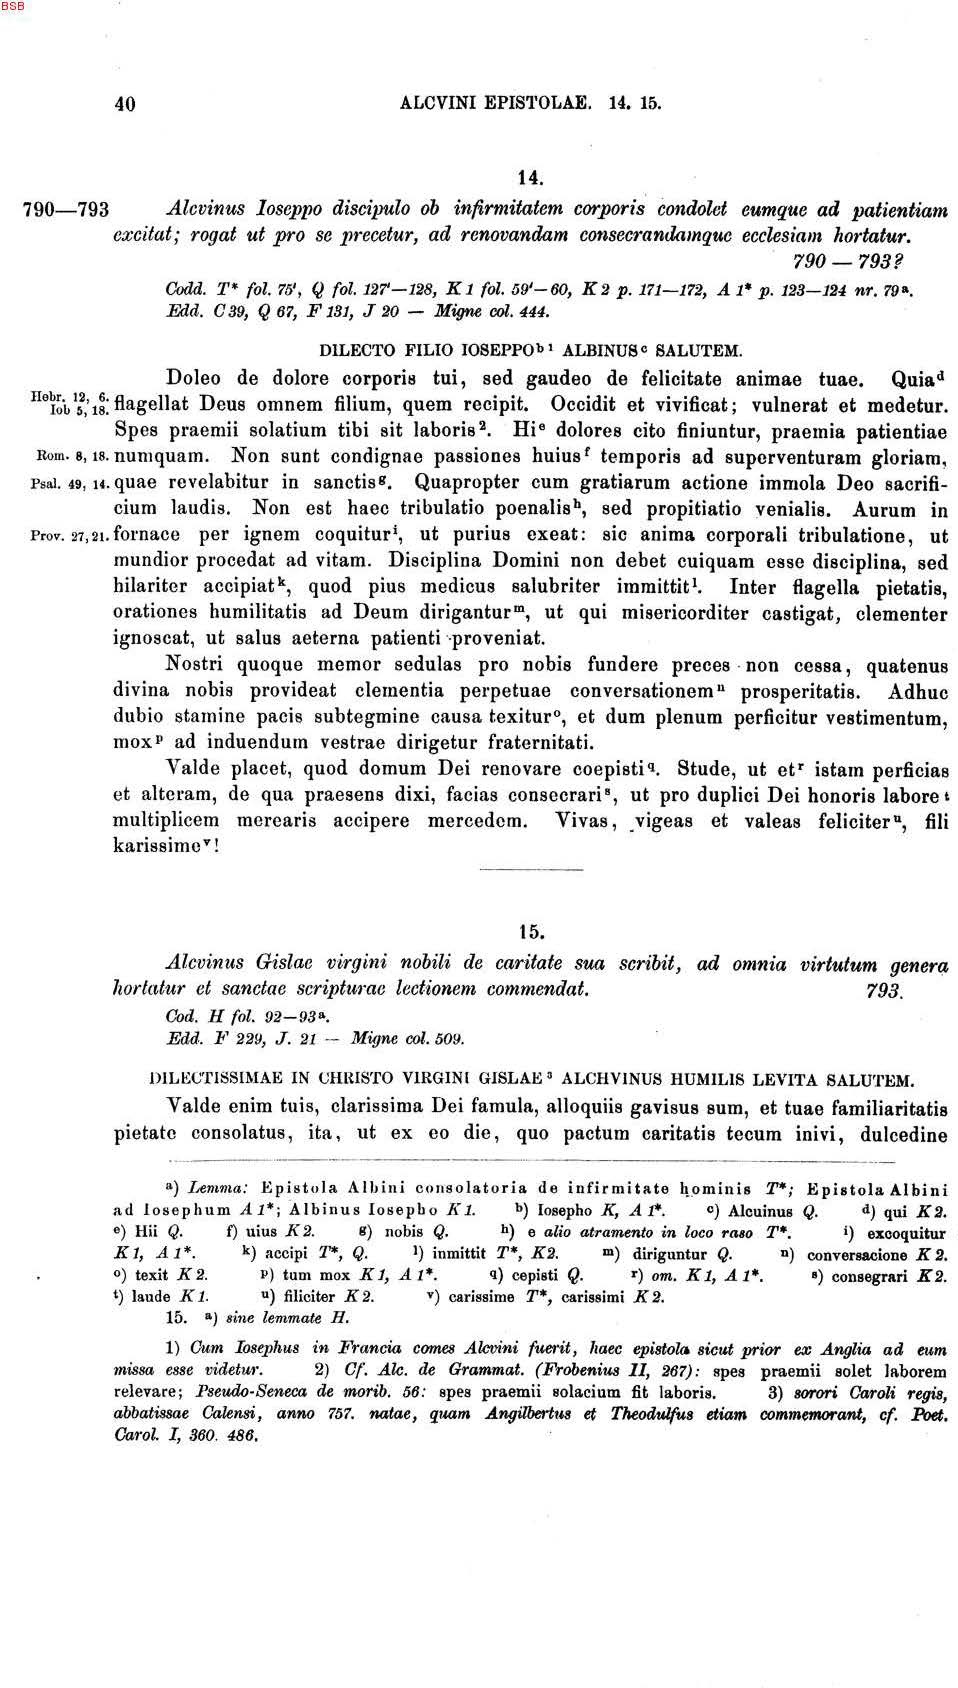 BSB
40 ALCVINI EPISTOLAE. 14. 15.
14.
790—793 Alcvinus Ioseppo discipulo ob infirmitatem corporis condolet eumque ad patientiam
excitat; rogat ut pro se precetur, ad renovandam consecrandamque ecclesiam hortatur.
790 — 793?
Codd. T* fol. 75', Q fol. 127'—128, K 1 fol. 59'—60, K 2 p. 171—172, A 1* p. 123—124 nr. 79ᵃ.
Edd. C 39, Q 67, F 131, J 20 — Migne col. 444.
DILECTO FILIO IOSEPPOᵇ ¹ ALBINUSᶜ SALUTEM.
Doleo de dolore corporis tui, sed gaudeo de felicitate animae tuae. Quiaᵈ
Hebr. 12, 6. Iob 5, 18. flagellat Deus omnem filium, quem recipit. Occidit et vivificat; vulnerat et medetur.
Spes praemii solatium tibi sit laboris². Hiᵉ dolores cito finiuntur, praemia patientiae
Rom. 8, 18. numquam. Non sunt condignae passiones huiusᶠ temporis ad superventuram gloriam,
Psal. 49, 14. quae revelabitur in sanctisᵍ. Quapropter cum gratiarum actione immola Deo sacrifi-
cium laudis. Non est haec tribulatio poenalisʰ, sed propitiatio venialis. Aurum in
Prov. 27, 21. fornace per ignem coquiturⁱ, ut purius exeat: sic anima corporali tribulatione, ut
mundior procedat ad vitam. Disciplina Domini non debet cuiquam esse disciplina, sed
hilariter accipiatᵏ, quod pius medicus salubriter immittitˡ. Inter flagella pietatis,
orationes humilitatis ad Deum diriganturᵐ, ut qui misericorditer castigat, clementer
ignoscat, ut salus aeterna patienti proveniat.
Nostri quoque memor sedulas pro nobis fundere preces non cessa, quatenus
divina nobis provideat clementia perpetuae conversationemⁿ prosperitatis. Adhuc
dubio stamine pacis subtegmine causa texiturᵒ, et dum plenum perficitur vestimentum,
moxᵖ ad induendum vestrae dirigetur fraternitati.
Valde placet, quod domum Dei renovare coepisti𐞥. Stude, ut etʳ istam perficias
et alteram, de qua praesens dixi, facias consecrariˢ, ut pro duplici Dei honoris laboreᵗ
multiplicem merearis accipere mercedem. Vivas, vigeas et valeas feliciterᵘ, fili
karissimeᵛ!
15.
Alcvinus Gislae virgini nobili de caritate sua scribit, ad omnia virtutum genera
hortatur et sanctae scripturae lectionem commendat. 793.
Cod. H fol. 92—93ᵃ.
Edd. F 229, J. 21 — Migne col. 509.
DILECTISSIMAE IN CHRISTO VIRGINI GISLAE³ ALCHVINUS HUMILIS LEVITA SALUTEM.
Valde enim tuis, clarissima Dei famula, alloquiis gavisus sum, et tuae familiaritatis
pietate consolatus, ita, ut ex eo die, quo pactum caritatis tecum inivi, dulcedine
ᵃ) Lemma: Epistola Albini consolatoria de infirmitate hominis T*; Epistola Albini
ad Iosephum A 1*; Albinus Iosepho K 1. ᵇ) Iosepho K, A 1*. ᶜ) Alcuinus Q. ᵈ) qui K 2.
ᵉ) Hii Q. f) uius K 2. ᵍ) nobis Q. ʰ) e alio atramento in loco raso T*. ⁱ) excoquitur
K 1, A 1*. ᵏ) accipi T*, Q. ˡ) inmittit T*, K2. ᵐ) diriguntur Q. ⁿ) conversacione K 2.
ᵒ) texit K 2. ᵖ) tum mox K 1, A 1*. 𐞥) cepisti Q. ʳ) om. K 1, A 1*. ˢ) consegrari K 2.
ᵗ) laude K 1. ᵘ) filiciter K 2. ᵛ) carissime T*, carissimi K 2.
15. ᵃ) sine lemmate H.
1) Cum Iosephus in Francia comes Alcvini fuerit, haec epistola sicut prior ex Anglia ad eum
missa esse videtur. 2) Cf. Alc. de Grammat. (Frobenius II, 267): spes praemii solet laborem
relevare; Pseudo-Seneca de morib. 56: spes praemii solacium fit laboris. 3) sorori Caroli regis,
abbatissae Calensi, anno 757. natae, quam Angilbertus et Theodulfus etiam commemorant, cf. Poet.
Carol. I, 360. 486.